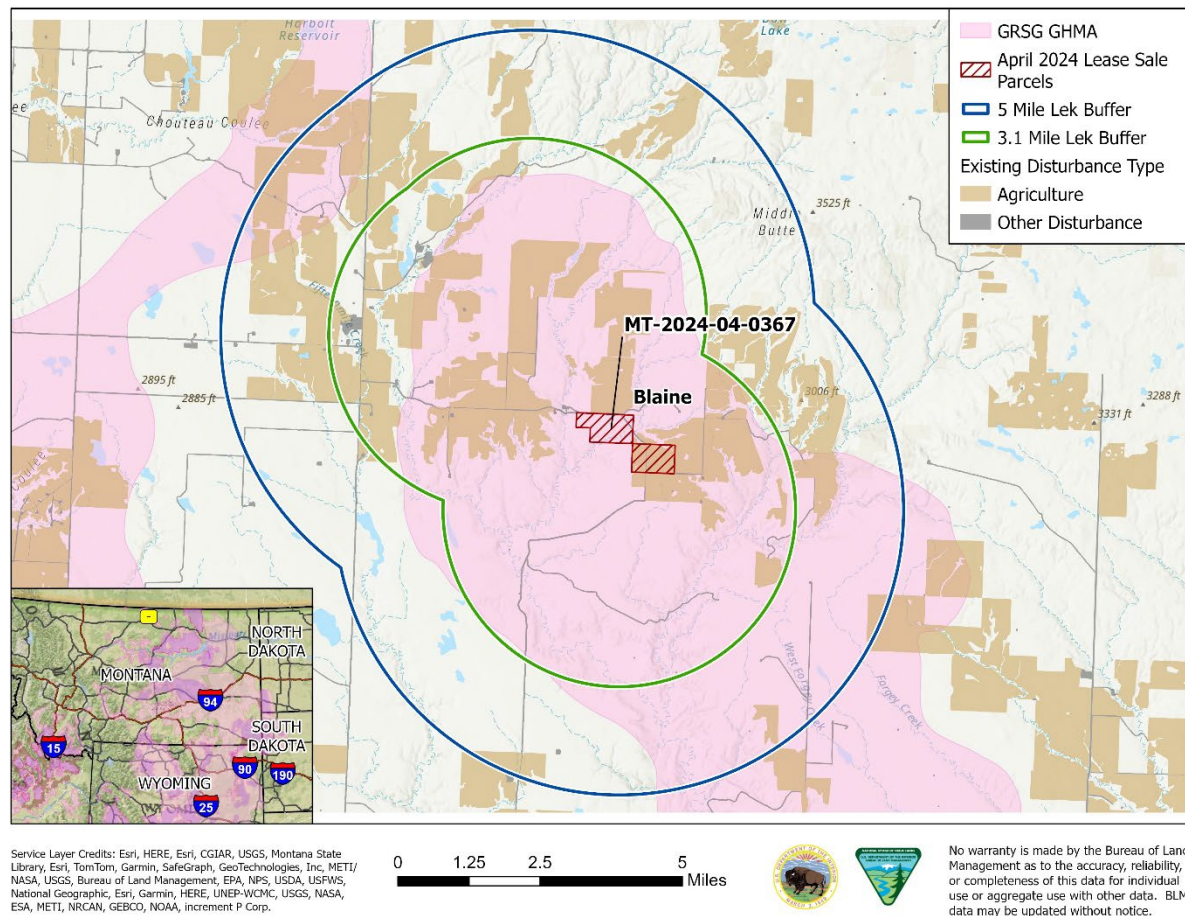 Harbolt
Reservoir
Lake
Chouteau Coulee
3525 ft
Middle
Butte
MT-2024-04-0367
Blaine
2895 ft
2885 ft
3006 ft
3331 ft
3288 ft
Coulee
Creek
West Forgey Creek
Forgey Creek
GRSG GHMA
April 2024 Lease Sale
Parcels
5 Mile Lek Buffer
3.1 Mile Lek Buffer
Existing Disturbance Type
Agriculture
Other Disturbance
NORTH
DAKOTA
MONTANA
94
SOUTH
DAKOTA
15
90
190
WYOMING
25
Service Layer Credits: Esri, HERE, Esri, CGIAR, USGS, Montana State
Library, Esri, TomTom, Garmin, SafeGraph, GeoTechnologies, Inc, METI/
NASA, USGS, Bureau of Land Management, EPA, NPS, USDA, USFWS,
National Geographic, Esri, Garmin, HERE, UNEP-WCMC, USGS, NASA,
ESA, METI, NRCAN, GEBCO, NOAA, increment P Corp.
0 1.25 2.5 5
Miles
No warranty is made by the Bureau of Land
Management as to the accuracy, reliability,
or completeness of this data for individual
use or aggregate use with other data. BLM
data may be updated without notice.